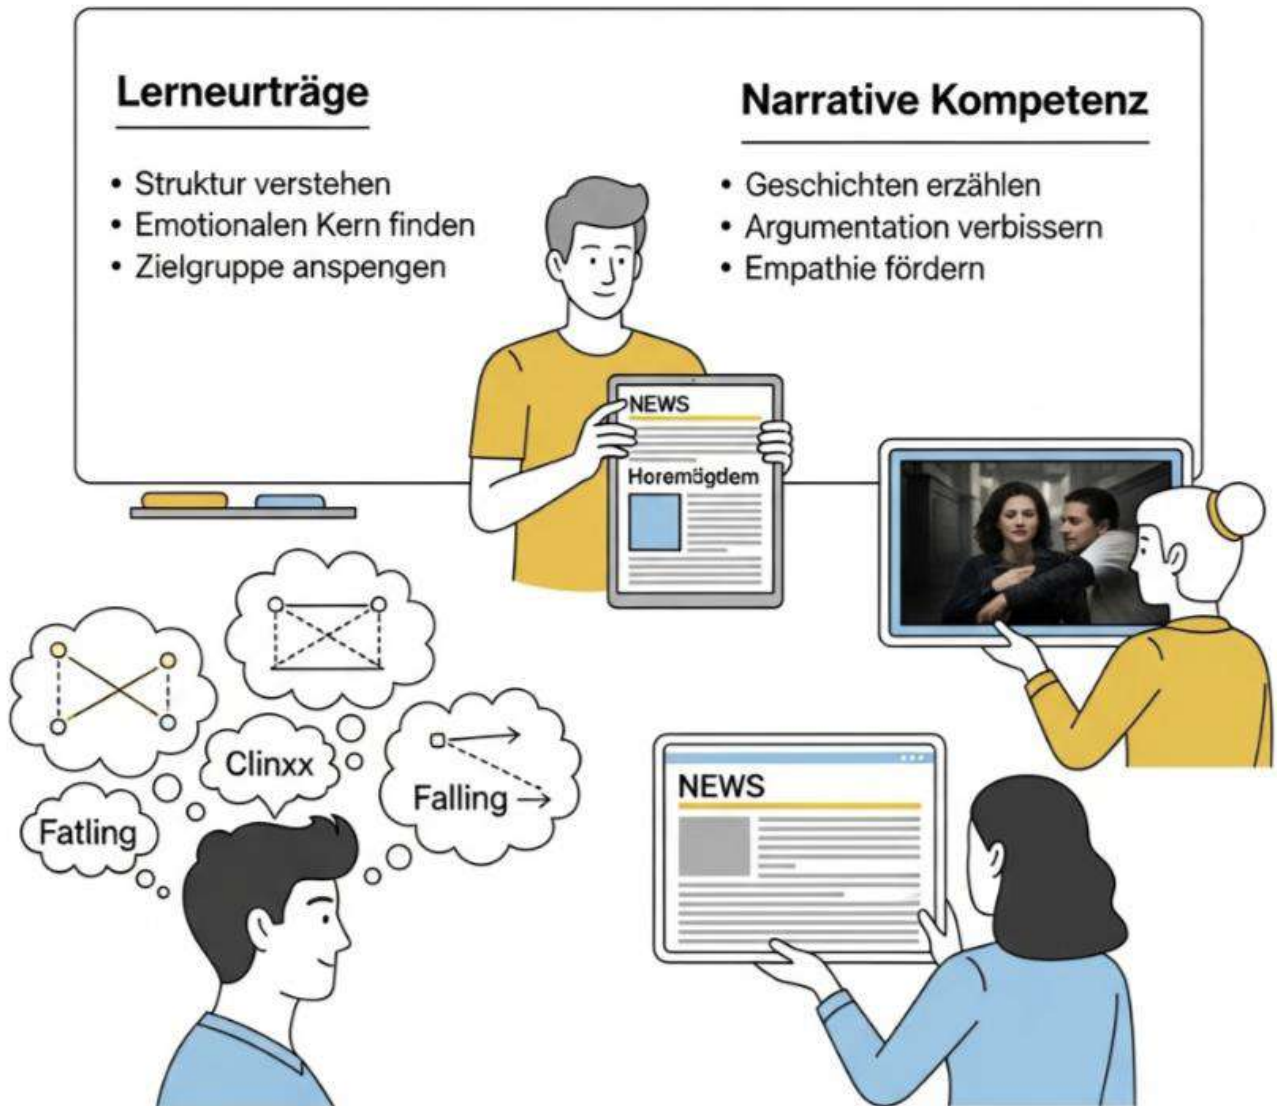 Lerneurträge
• Struktur verstehen
• Emotionalen Kern finden
• Zielgruppe anspengen
Narrative Kompetenz
• Geschichten erzählen
• Argumentation verbissern
• Empathie fördern
NEWS
Horemägdem
Clinxx
Fatling
Falling
NEWS